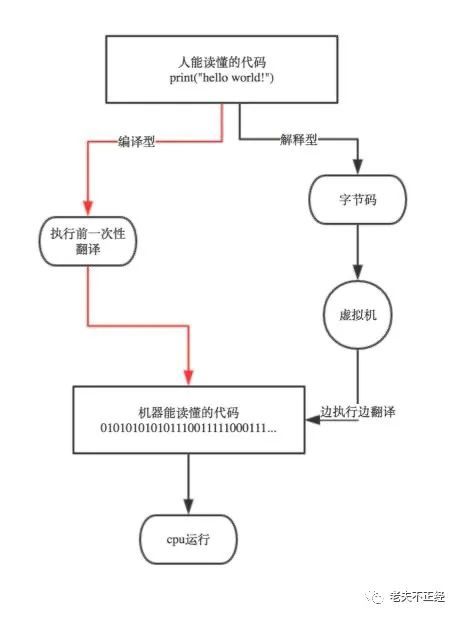 人能读懂的代码
print("hello world!")
编译型
解释型
执行前一次性
翻译
字节码
虚拟机
机器能读懂的代码
010101010101110011111000111...
边执行边翻译
cpu运行
老夫不正经